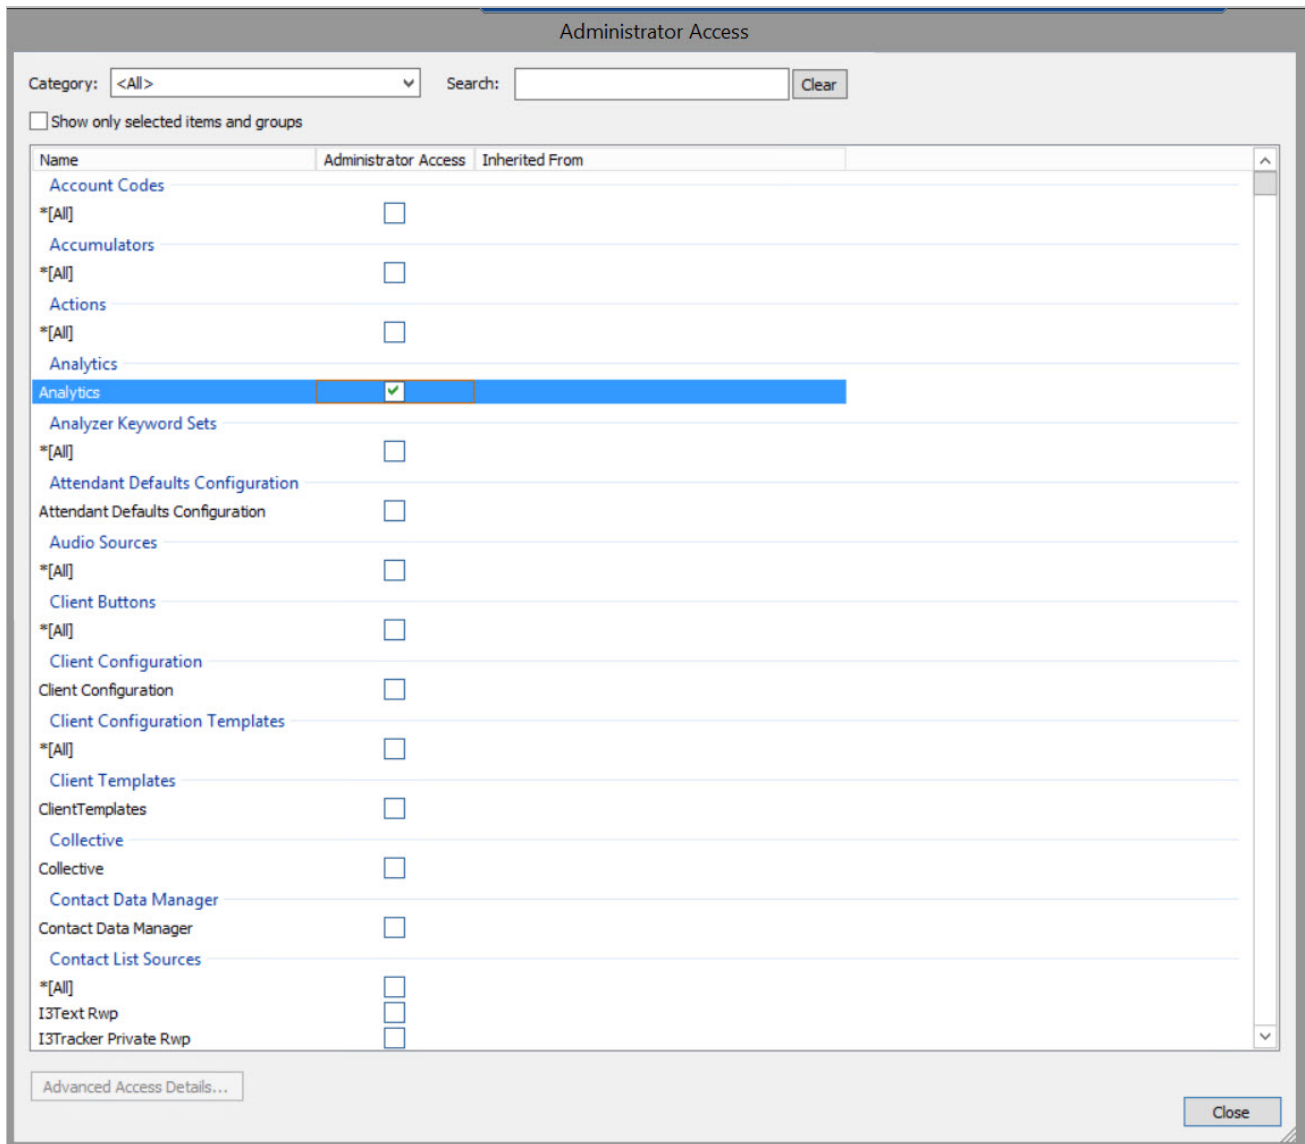 Administrator Access
Category: <All> Search: Clear
Show only selected items and groups
Name Administrator Access Inherited From
Account Codes
*[All]
Accumulators
*[All]
Actions
*[All]
Analytics
Analytics
Analyzer Keyword Sets
*[All]
Attendant Defaults Configuration
Attendant Defaults Configuration
Audio Sources
*[All]
Client Buttons
*[All]
Client Configuration
Client Configuration
Client Configuration Templates
*[All]
Client Templates
ClientTemplates
Collective
Collective
Contact Data Manager
Contact Data Manager
Contact List Sources
*[All]
I3Text Rwp
I3Tracker Private Rwp
Advanced Access Details...
Close